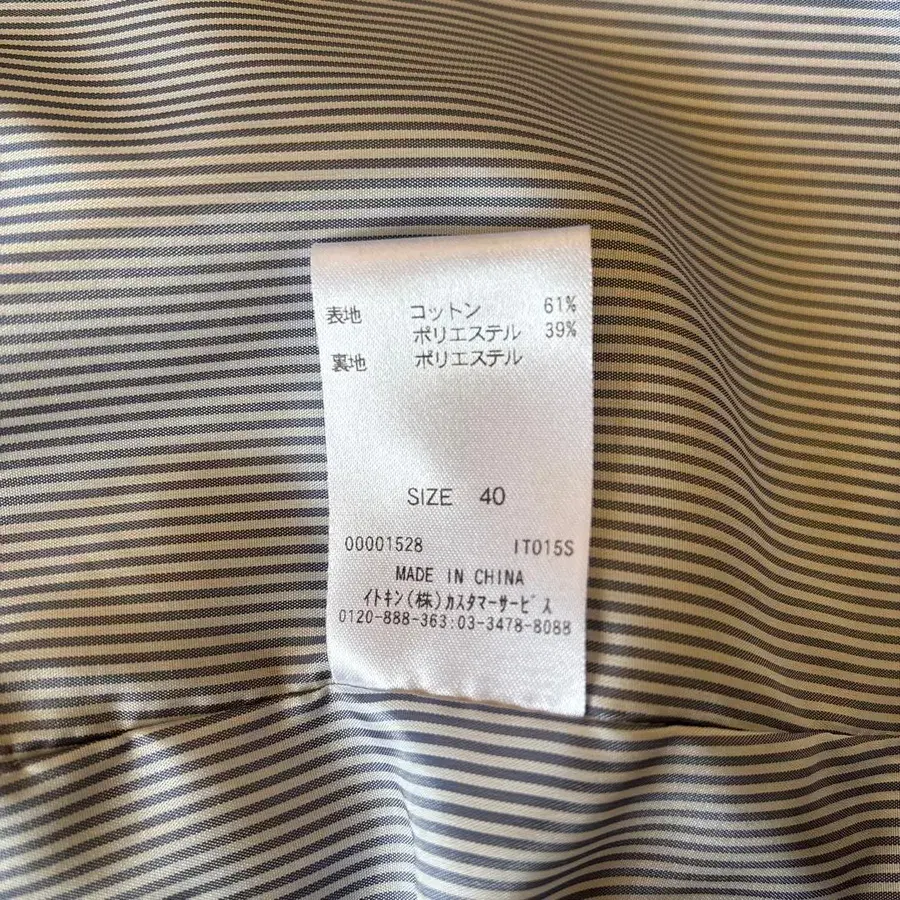 表地 コットン 61%
ポリエステル 39%
裏地 ポリエステル
SIZE 40
00001528 IT015S
MADE IN CHINA
イトキン(株)カスタマーサービス
0120-888-363:03-3478-8088